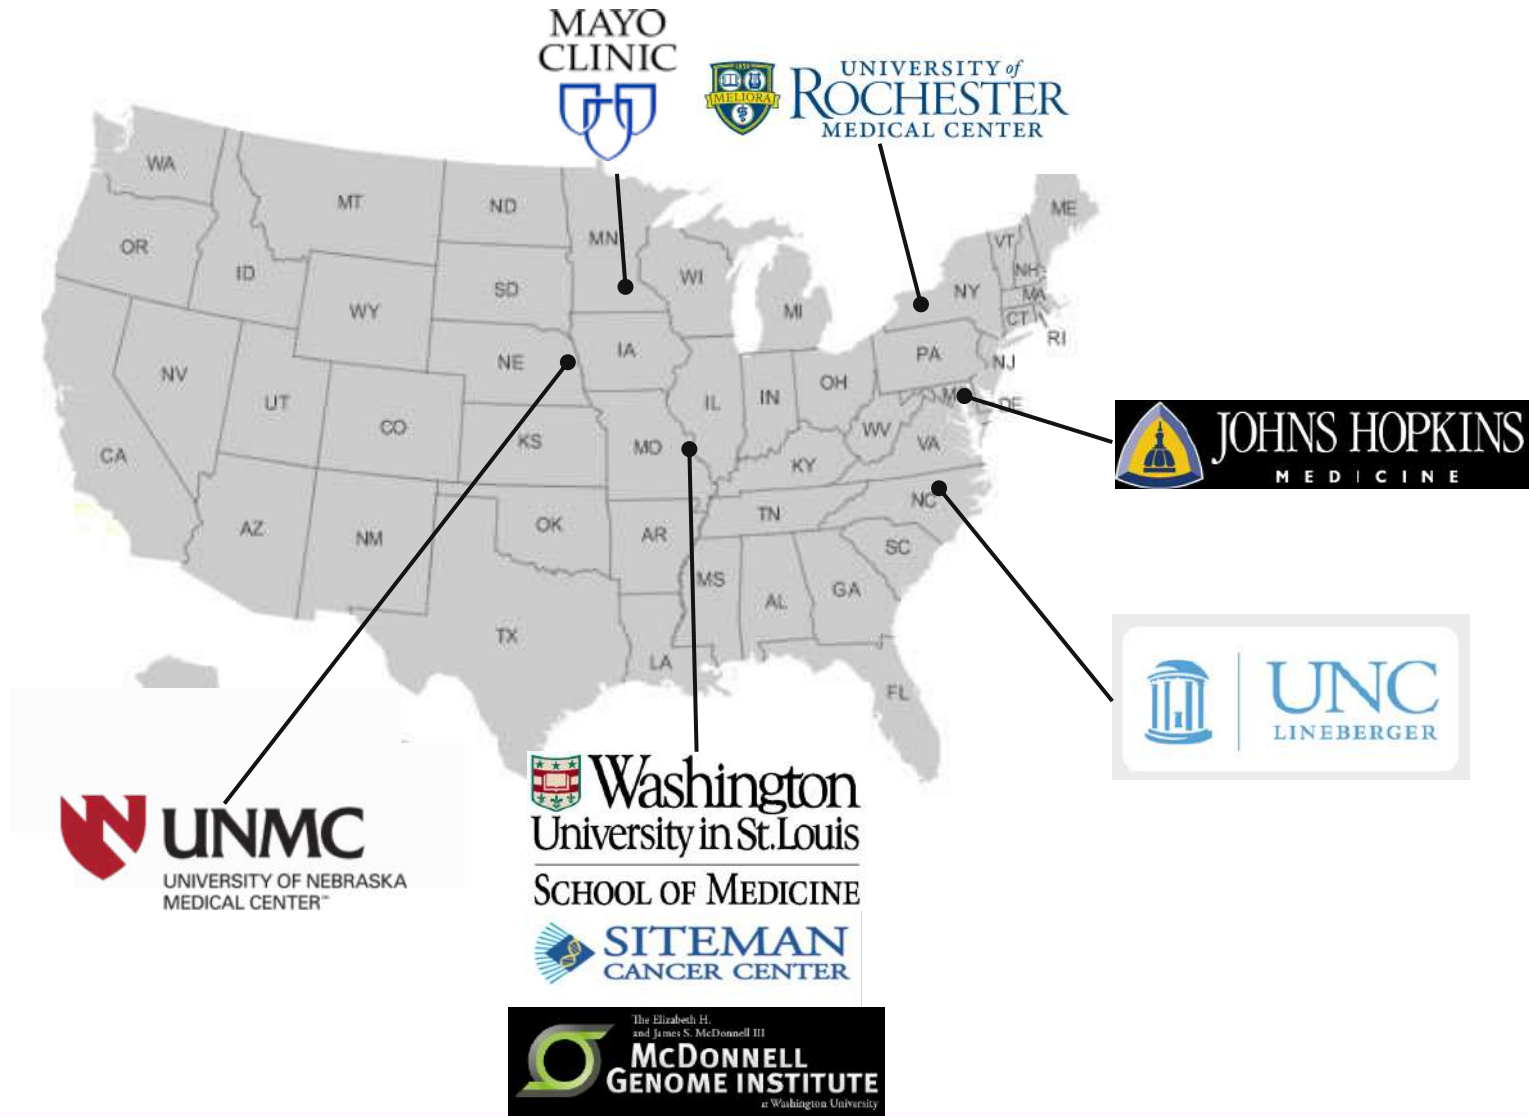 MAYO
CLINIC
UNIVERSITY of
ROCHESTER
MEDICAL CENTER
1850
MELIORA
WA
MT
ND
MN
ME
VT
NH
OR
ID
SD
WI
NY
MA
WY
MI
CT
RI
NV
NE
IA
PA
NJ
UT
CO
IL
IN
OH
DE
CA
KS
MO
WV
VA
KY
NC
AZ
NM
OK
AR
TN
SC
MS
AL
GA
TX
LA
FL
JOHNS HOPKINS
MEDICINE
UNC
LINEBERGER
UNMC
UNIVERSITY OF NEBRASKA
MEDICAL CENTER™
Washington
University in St. Louis
SCHOOL OF MEDICINE
SITEMAN
CANCER CENTER
The Elizabeth H.
and James S. McDonnell III
MCDONNELL
GENOME INSTITUTE
at Washington University